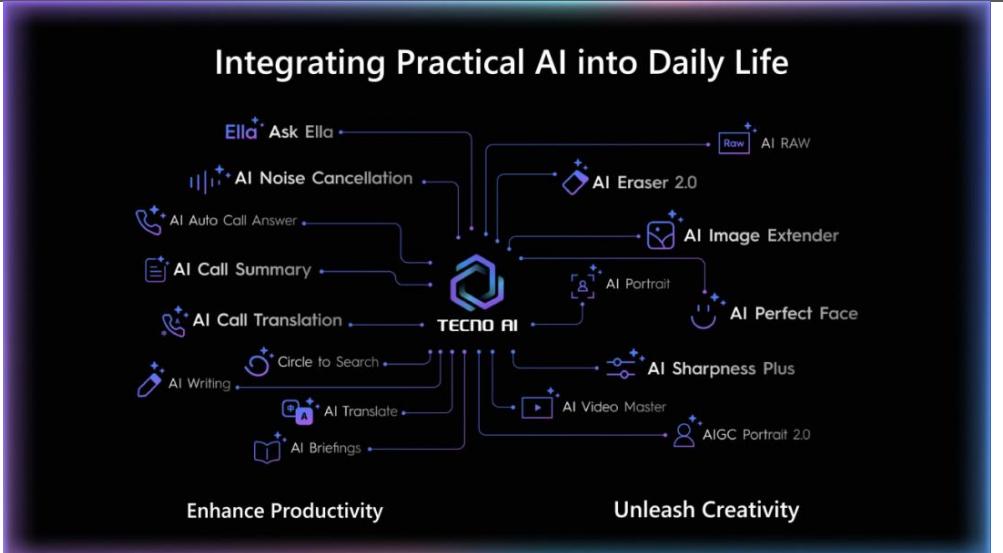 Integrating Practical AI into Daily Life
Ella Ask Ella
AI Noise Cancellation
AI Auto Call Answer
AI Call Summary
A AI Call Translation
Circle to Search
AI Writing
A AI Translate
AI Briefings
TECNO AI
Raw AI RAW
AI Eraser 2.0
AI Image Extender
AI Portrait
AI Perfect Face
AI Sharpness Plus
AI Video Master
AIGC Portrait 2.0
Enhance Productivity
Unleash Creativity